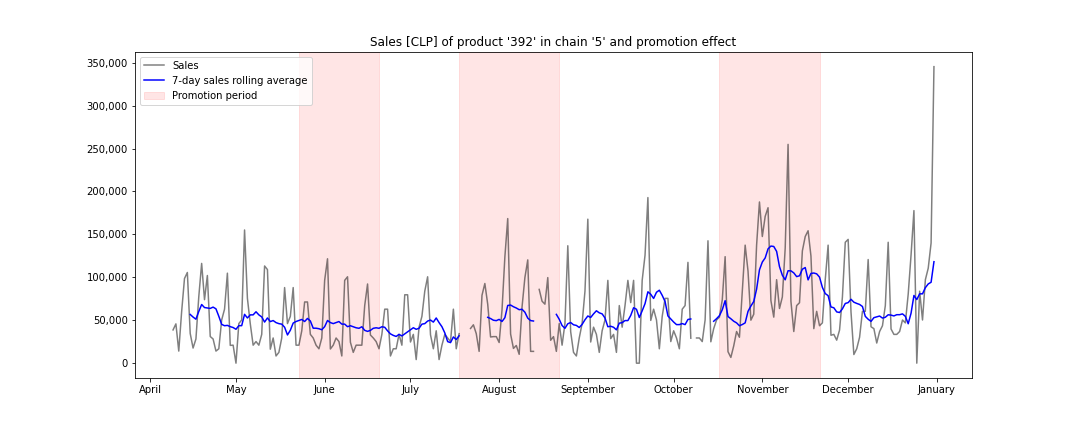 Sales [CLP] of product '392' in chain '5' and promotion effect
Sales
7-day sales rolling average
Promotion period
350,000
300,000
250,000
200,000
150,000
100,000
50,000
0
April May June July August September October November December January